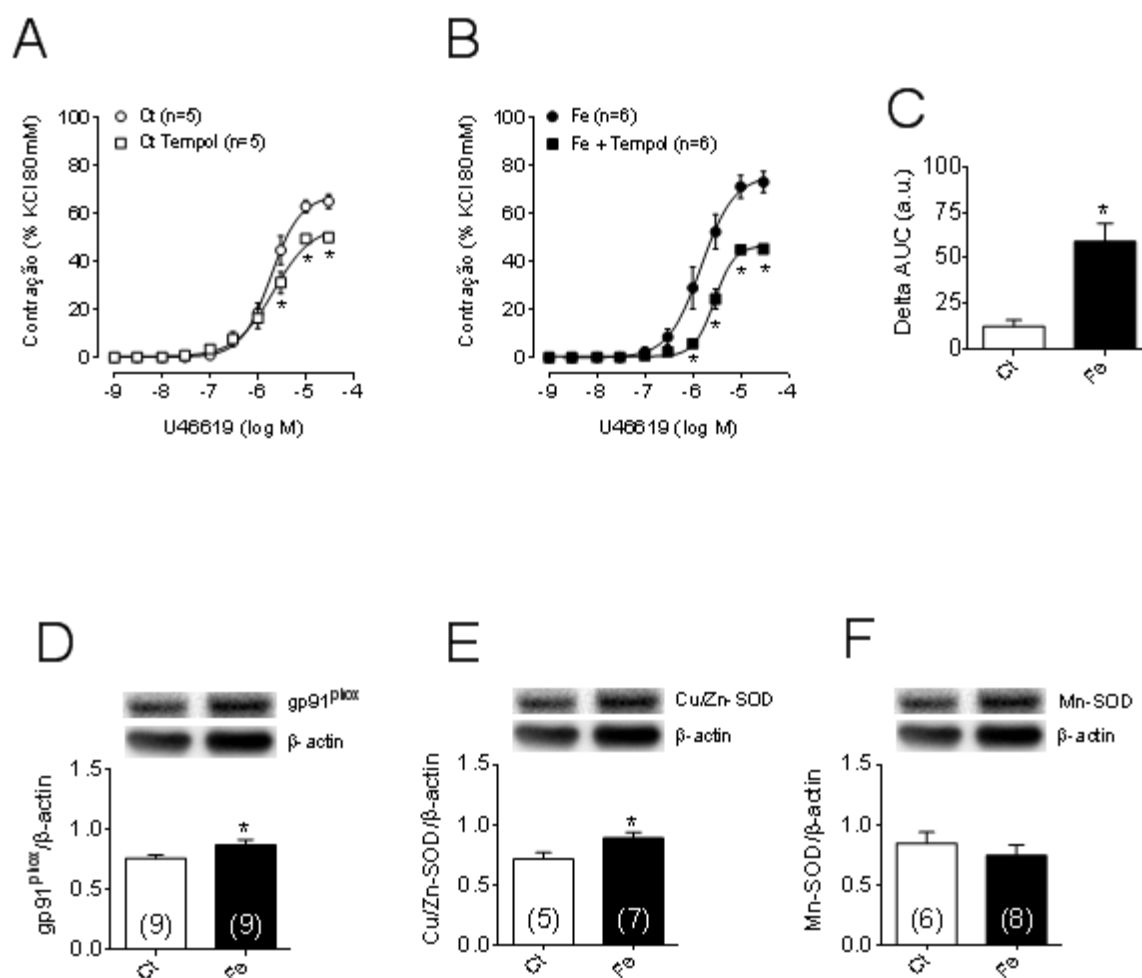 A
Ct (n=5)
Ct Tempol (n=5)
Contração (% KCl 80mM)
100
80
60
40
20
0
* * *
-9 -8 -7 -6 -5 -4
U46619 (log M)
B
Fe (n=6)
Fe + Tempol (n=6)
Contração (% KCl 80mM)
100
80
60
40
20
0
* * * *
-9 -8 -7 -6 -5 -4
U46619 (log M)
C
Delta AUC (a.u.)
100
75
50
25
0
*
Ct Fe
D
gp91phox
β-actin
gp91phox/β-actin
1.5
1.0
0.5
0.0
*
(9) (9)
Ct Fe
E
Cu/Zn-SOD
β-actin
Cu/Zn-SOD/β-actin
1.5
1.0
0.5
0.0
*
(5) (7)
Ct Fe
F
Mn-SOD
β-actin
Mn-SOD/β-actin
1.5
1.0
0.5
0.0
(6) (8)
Ct Fe